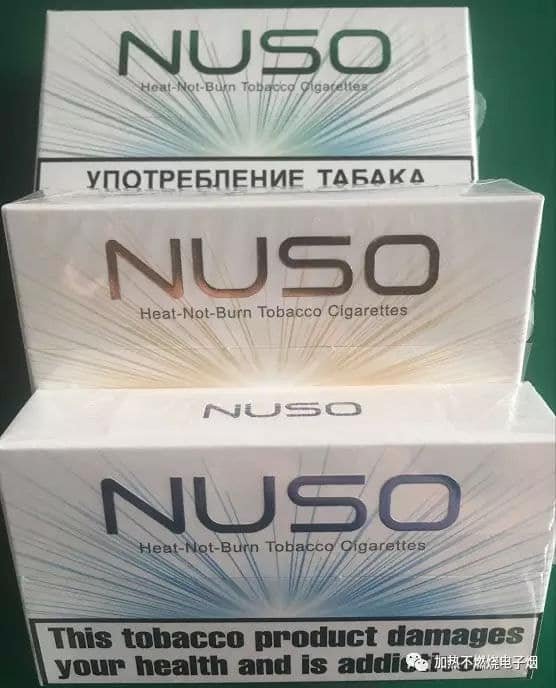 NUSO
Heat-Not-Burn Tobacco Cigarettes
УПОТРЕБЛЕНИЕ ТАБАКА
NUSO
Heat-Not-Burn Tobacco Cigarettes
NUSO
NUSO
Heat-Not-Burn Tobacco Cigarettes
This tobacco product damages
your health and is addictive
加热不燃烧电子烟